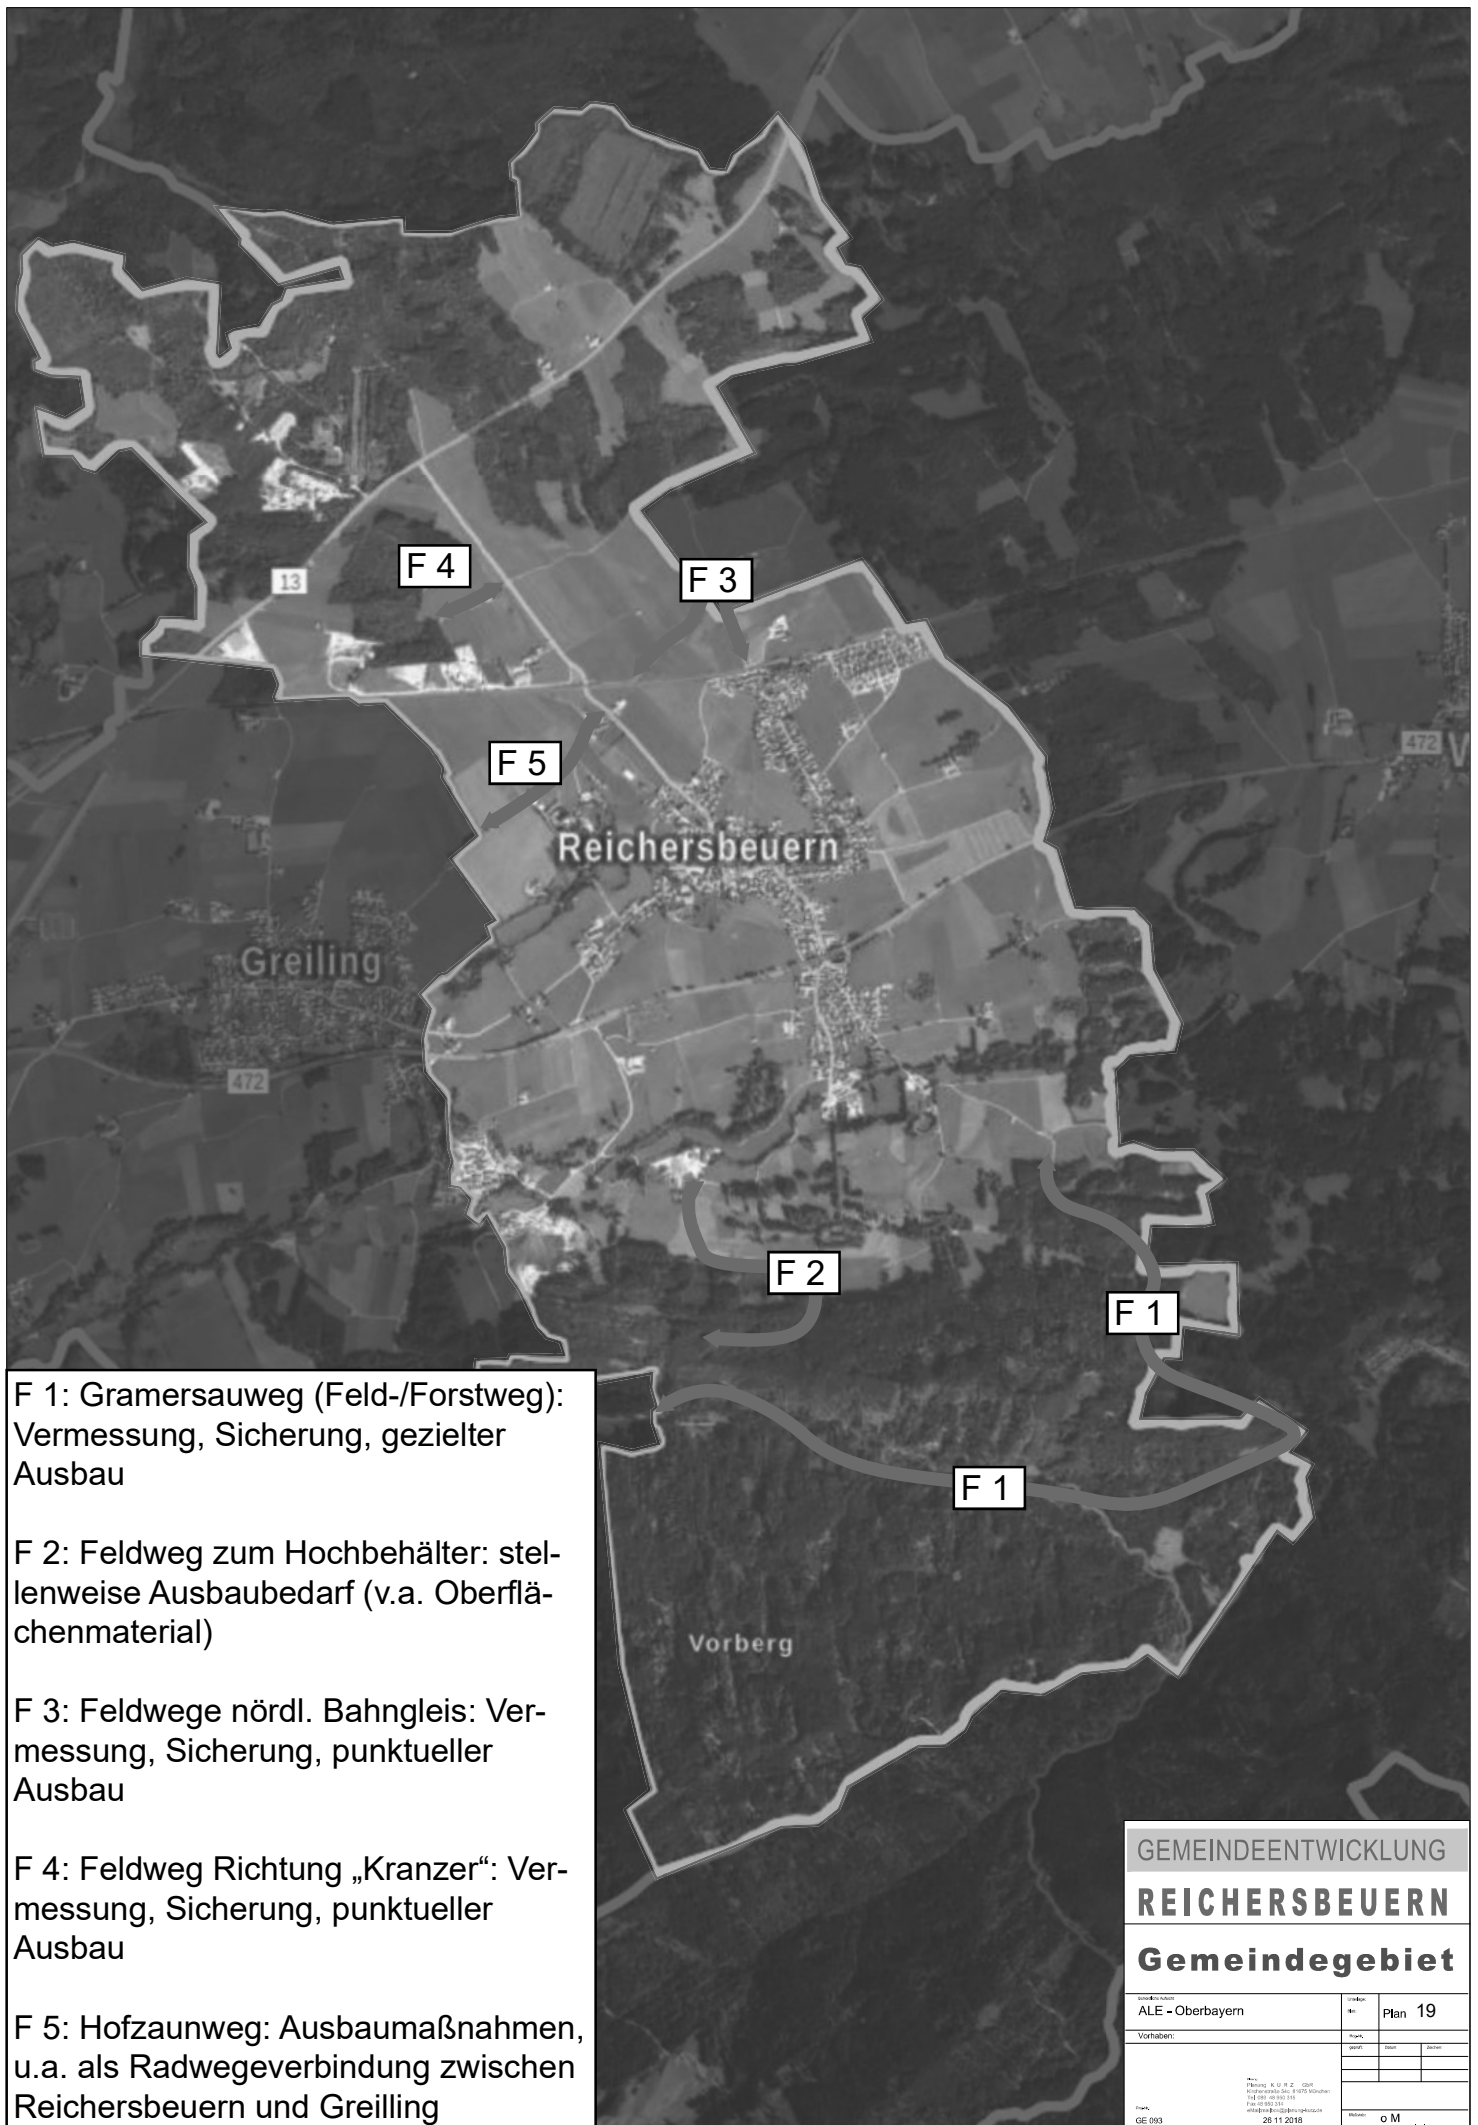 F 4
F 3
13
F 5
472
V
Reichersbeuern
Greiling
472
F 2
F 1
F 1
Vorberg
F 1: Gramersauweg (Feld-/Forstweg):
Vermessung, Sicherung, gezielter
Ausbau
F 2: Feldweg zum Hochbehälter: stel-
lenweise Ausbaubedarf (v.a. Oberflä-
chenmaterial)
F 3: Feldwege nördl. Bahngleis: Ver-
messung, Sicherung, punktueller
Ausbau
F 4: Feldweg Richtung „Kranzer“: Ver-
messung, Sicherung, punktueller
Ausbau
F 5: Hofzaunweg: Ausbaumaßnahmen,
u.a. als Radwegeverbindung zwischen
Reichersbeuern und Greilling
GEMEINDEENTWICKLUNG
REICHERSBEUERN
Gemeindegebiet
ALE - Oberbayern
Plan 19
Vorhaben:
Planung K U R Z GbR
GE 093
26 11 2018
o M